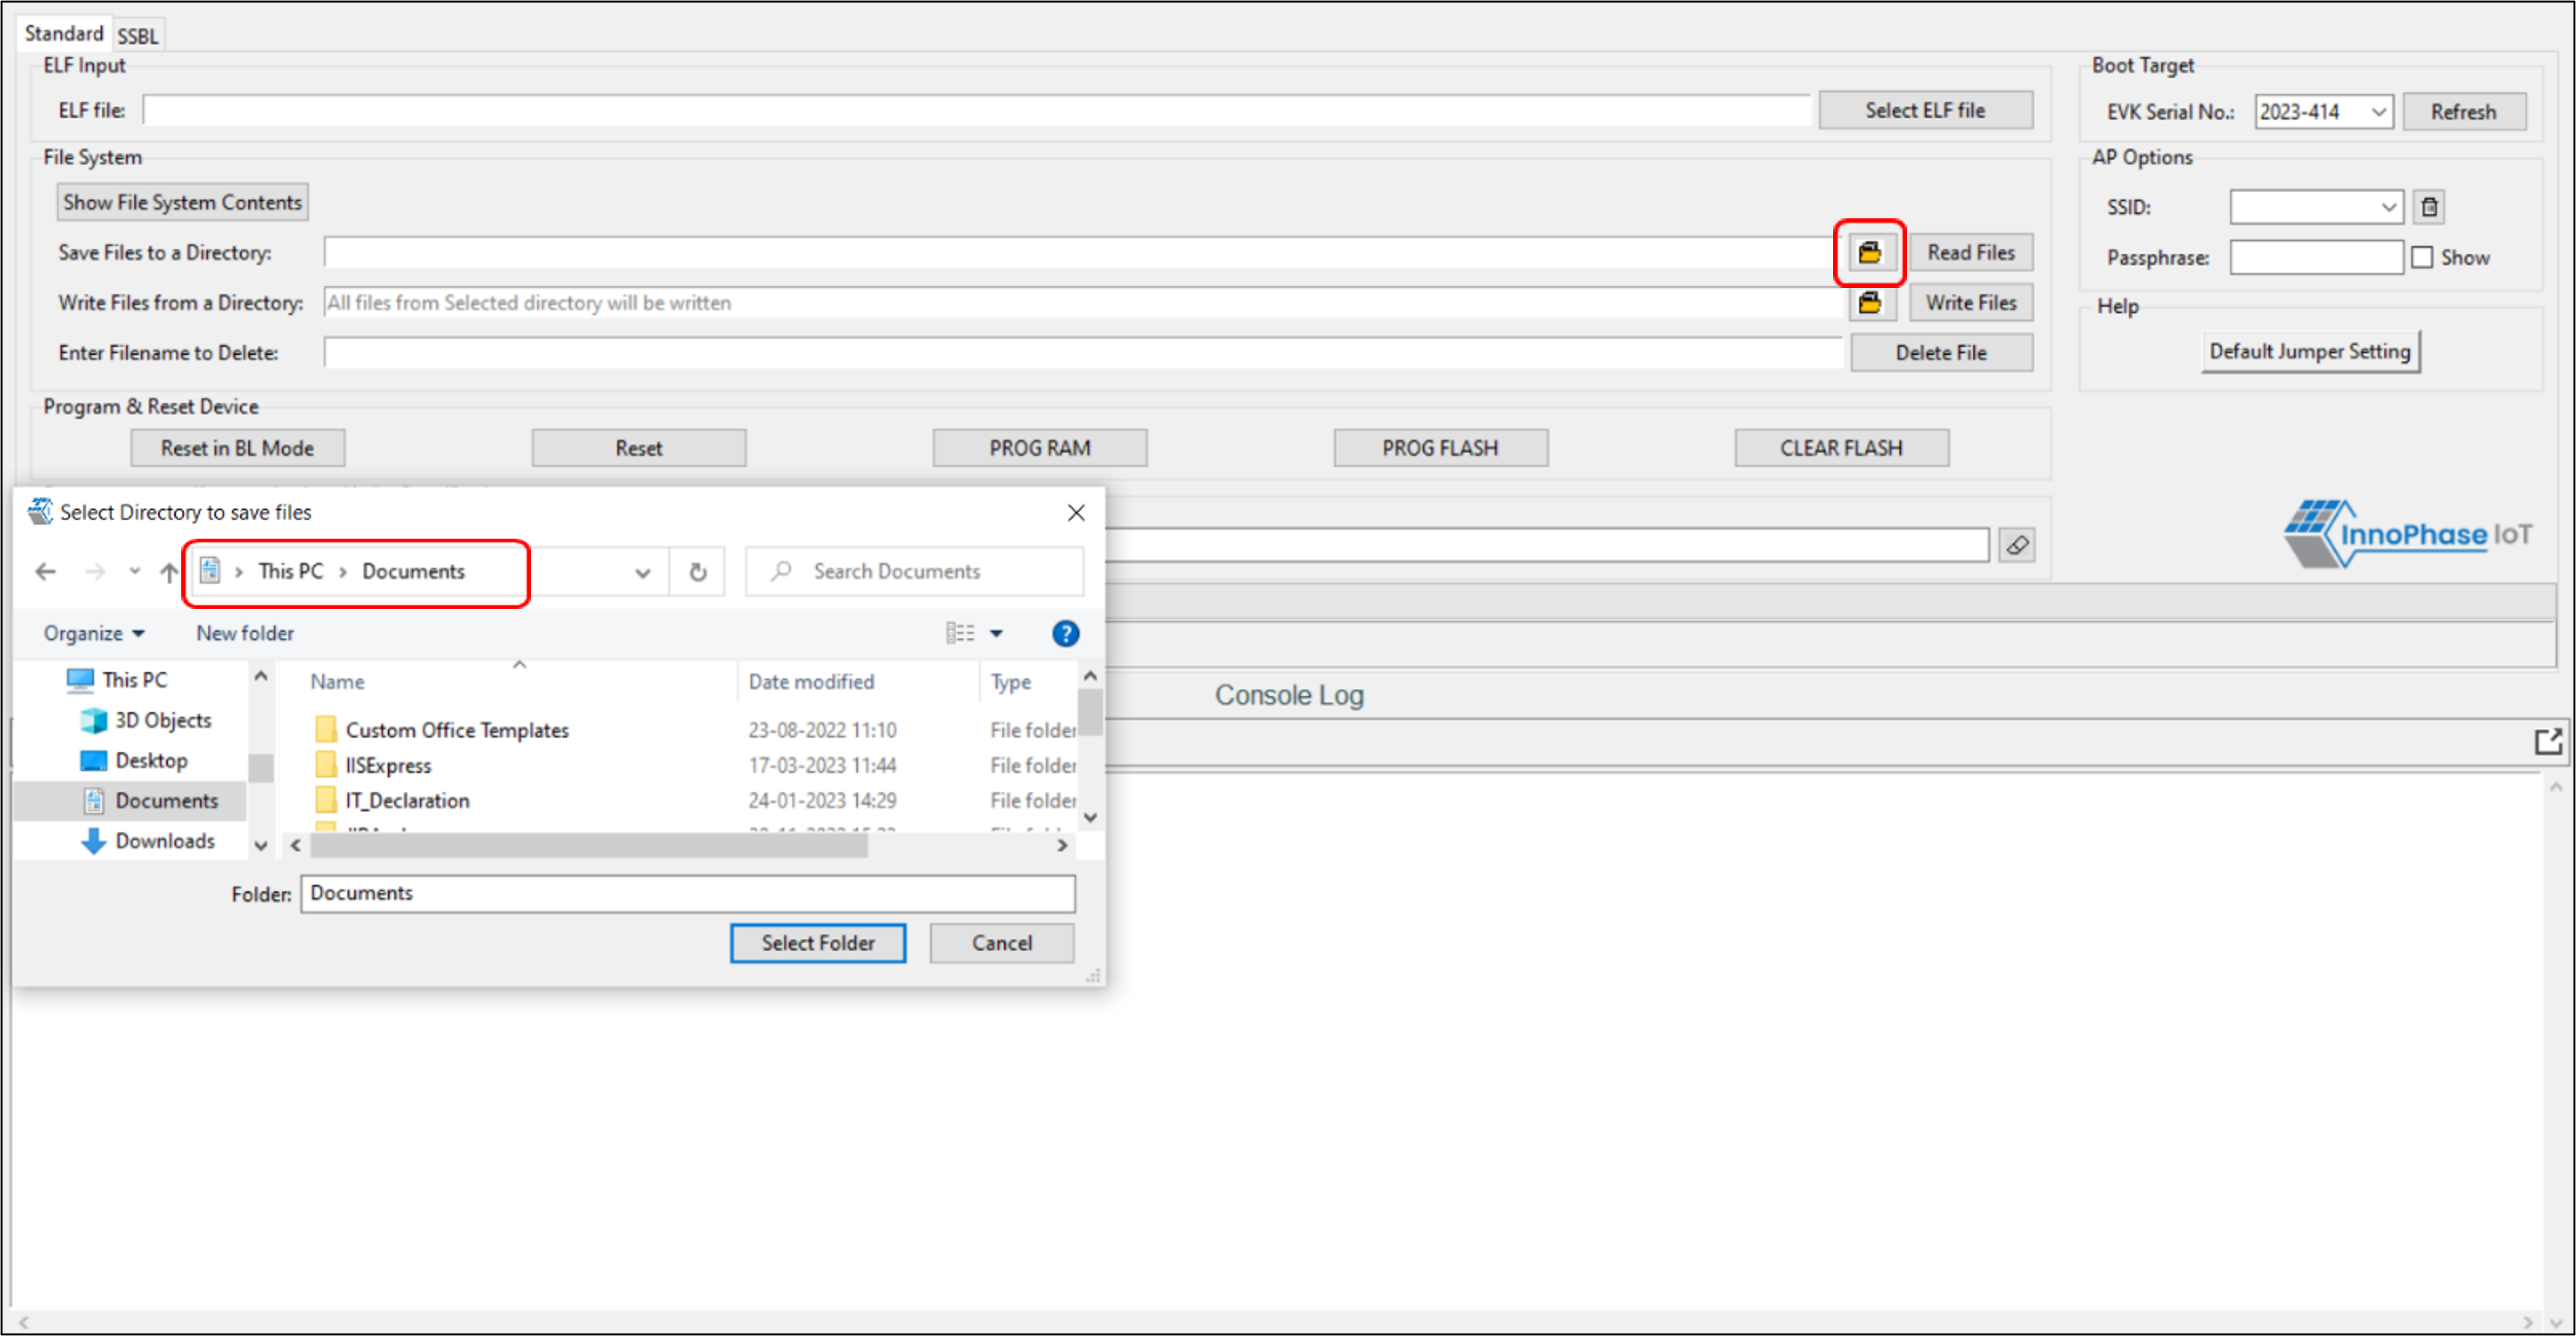 Standard SSBL
ELF Input
ELF file: Select ELF file
File System
Show File System Contents
Save Files to a Directory: Read Files
Write Files from a Directory: All files from Selected directory will be written Write Files
Enter Filename to Delete: Delete File
Program & Reset Device
Reset in BL Mode Reset PROG RAM PROG FLASH CLEAR FLASH
Boot Target
EVK Serial No.: 2023-414 Refresh
AP Options
SSID:
Passphrase: Show
Help
Default Jumper Setting
InnoPhase IoT
Select Directory to save files
This PC > Documents Search Documents
Organize New folder
This PC
3D Objects
Desktop
Documents
Downloads
Name Date modified Type
Custom Office Templates 23-08-2022 11:10 File folder
IISExpress 17-03-2023 11:44 File folder
IT_Declaration 24-01-2023 14:29 File folder
Folder: Documents
Select Folder Cancel
Console Log